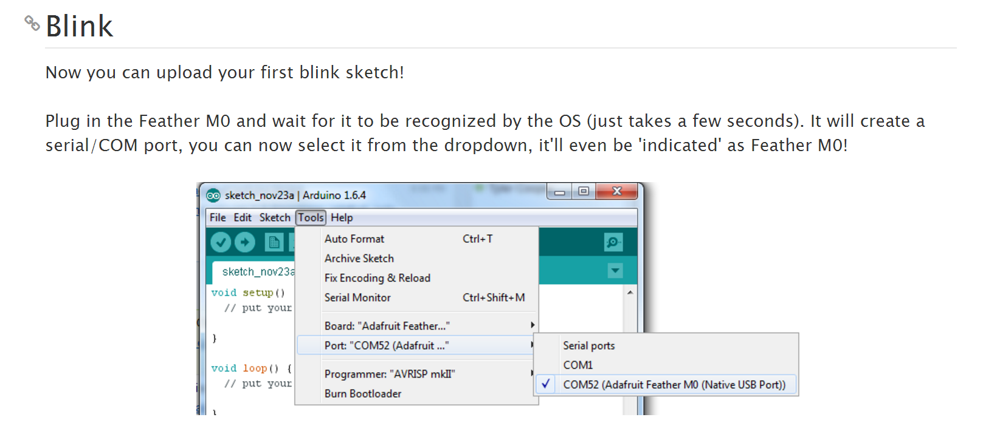 Blink
Now you can upload your first blink sketch!
Plug in the Feather M0 and wait for it to be recognized by the OS (just takes a few seconds). It will create a
serial/COM port, you can now select it from the dropdown, it'll even be 'indicated' as Feather M0!
sketch_nov23a | Arduino 1.6.4
File Edit Sketch Tools Help
Auto Format Ctrl+T
Archive Sketch
Fix Encoding & Reload
Serial Monitor Ctrl+Shift+M
Board: "Adafruit Feather..."
Port: "COM52 (Adafruit ..."
Programmer: "AVRISP mkII"
Burn Bootloader
Serial ports
COM1
COM52 (Adafruit Feather M0 (Native USB Port))
sketch_nov23a
void setup()
// put your
}
void loop() {
// put your
}